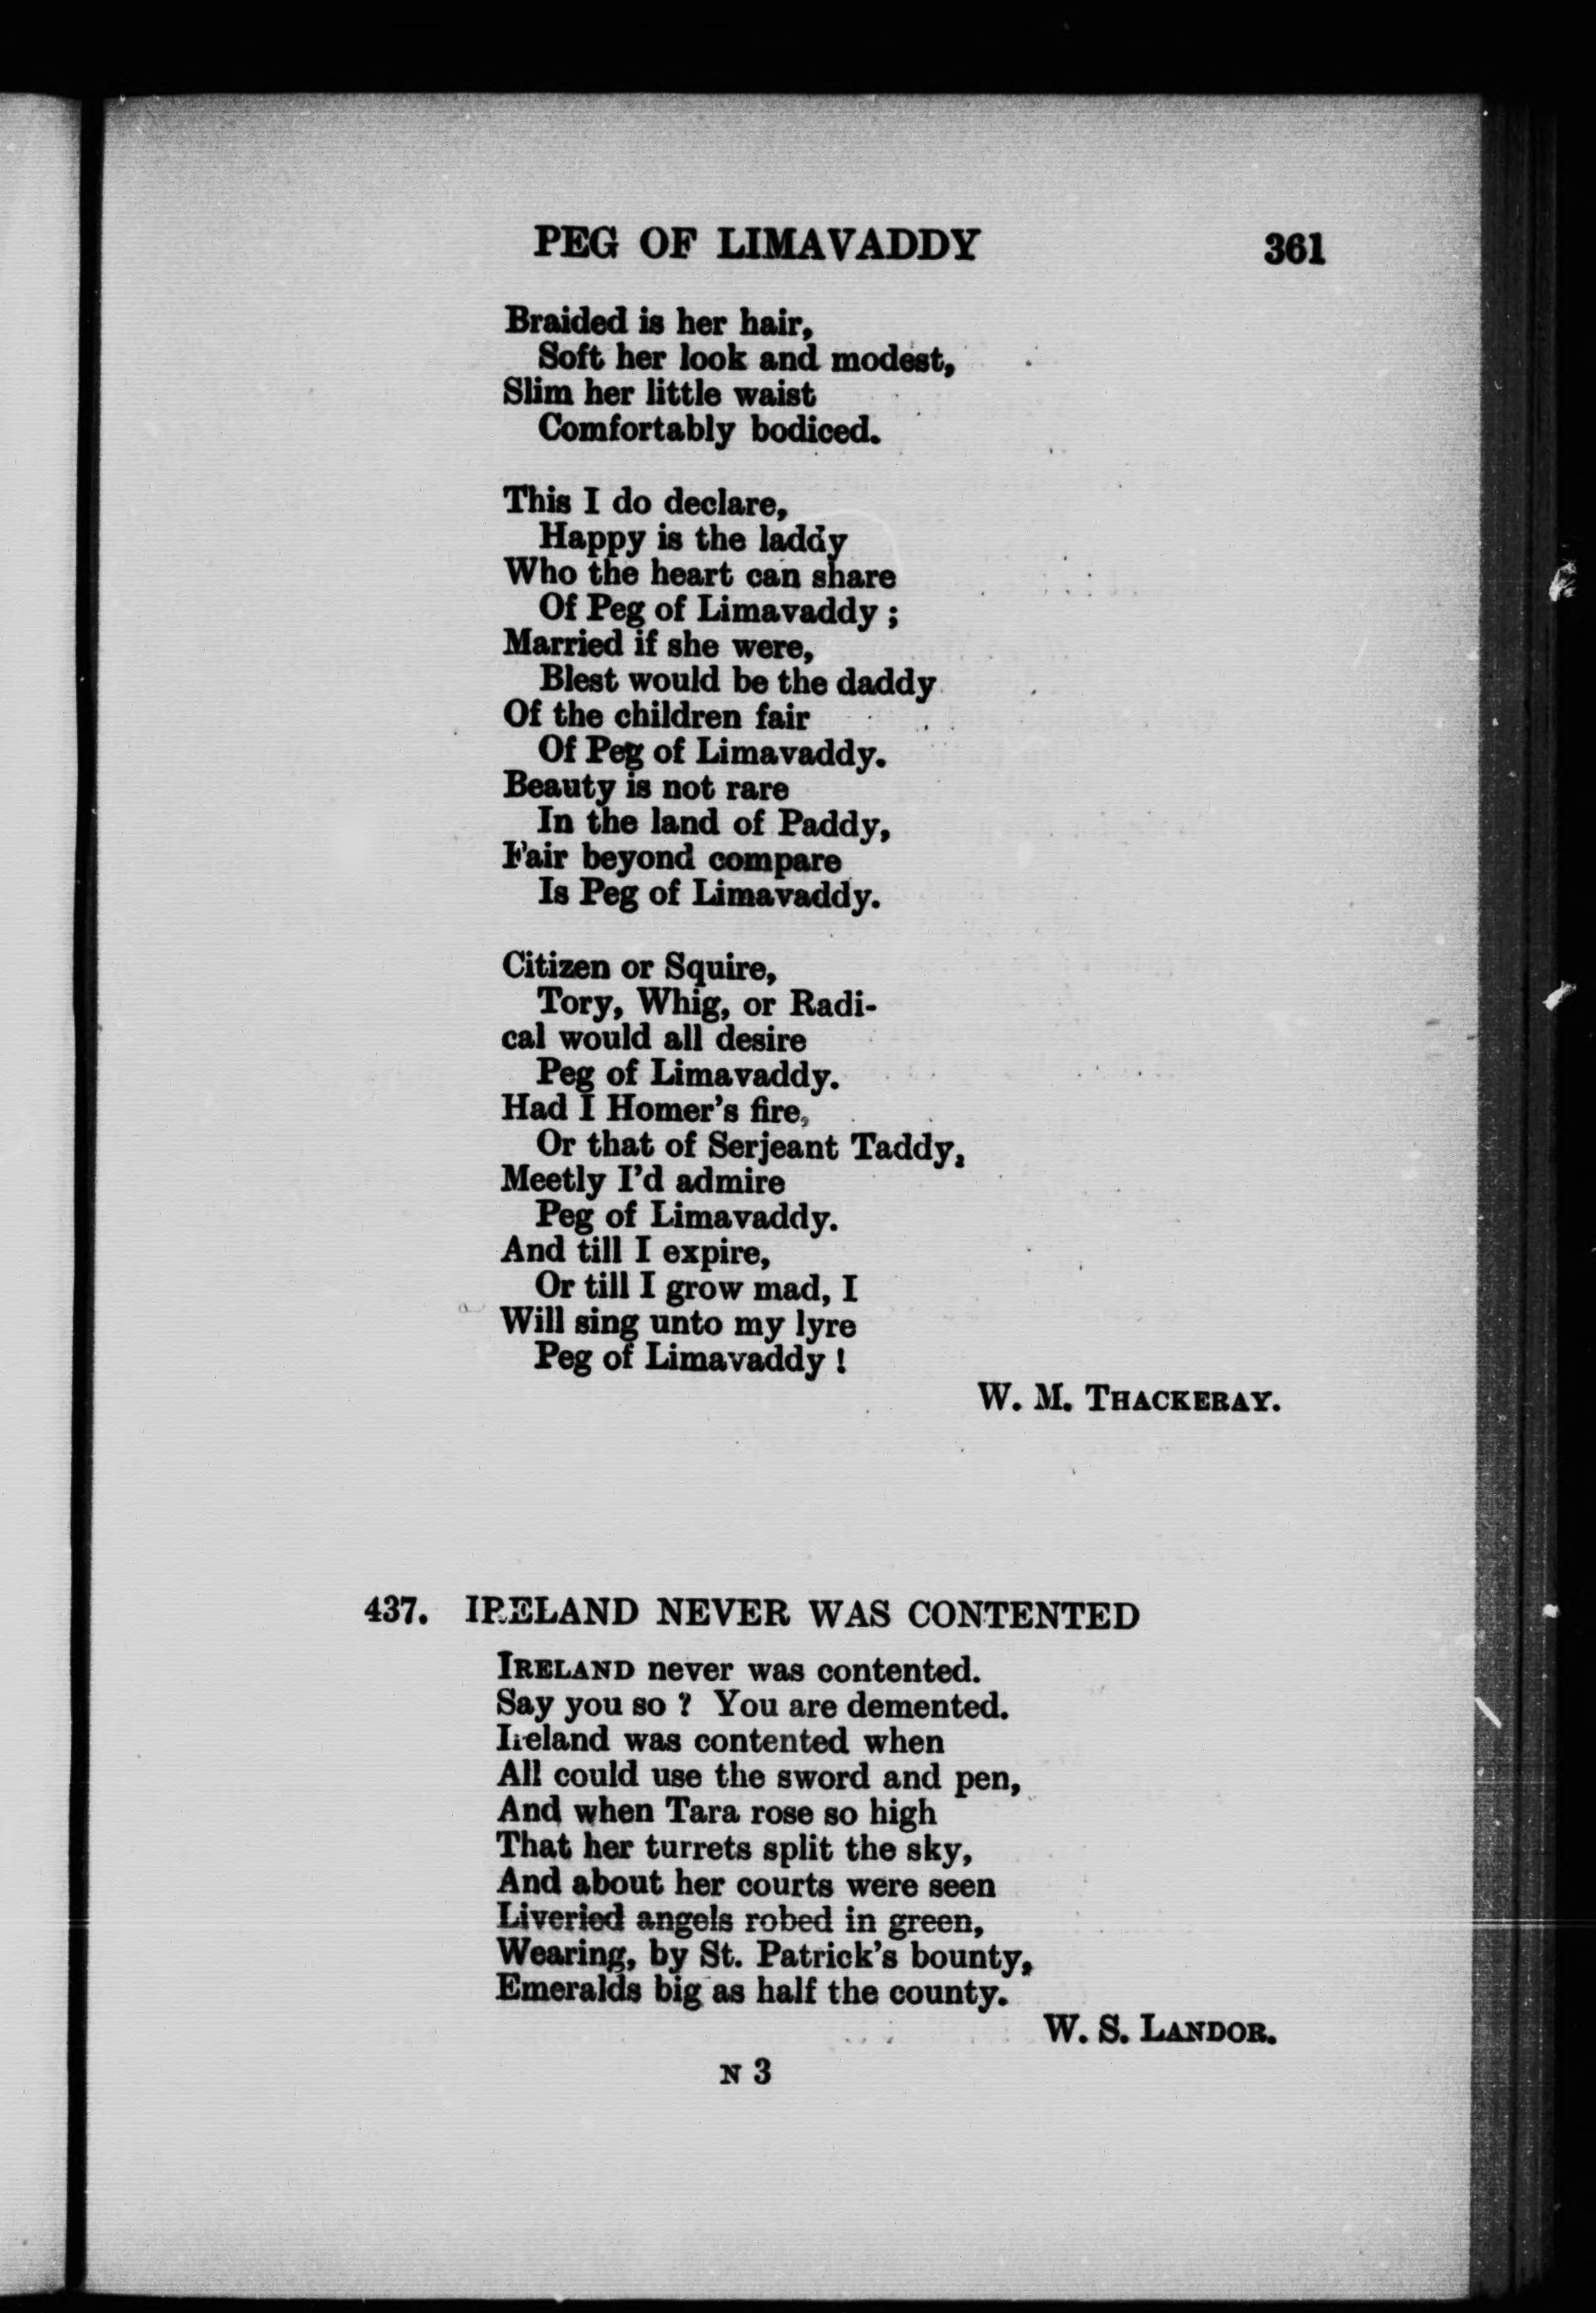 PEG OF LIMAVADDY 361
Braided is her hair,
Soft her look and modest,
Slim her little waist
Comfortably bodiced.
This I do declare,
Happy is the laddy
Who the heart can share
Of Peg of Limavaddy ;
Married if she were,
Blest would be the daddy
Of the children fair
Of Peg of Limavaddy.
Beauty is not rare
In the land of Paddy,
Fair beyond compare
Is Peg of Limavaddy.
Citizen or Squire,
Tory, Whig, or Radi-
cal would all desire
Peg of Limavaddy.
Had I Homer's fire,
Or that of Serjeant Taddy,
Meetly I'd admire
Peg of Limavaddy.
And till I expire,
Or till I grow mad, I
Will sing unto my lyre
Peg of Limavaddy !
W. M. THACKERAY.
437. IRELAND NEVER WAS CONTENTED
IRELAND never was contented.
Say you so ? You are demented.
Ireland was contented when
All could use the sword and pen,
And when Tara rose so high
That her turrets split the sky,
And about her courts were seen
Liveried angels robed in green,
Wearing, by St. Patrick's bounty,
Emeralds big as half the county.
W. S. LANDOR.
N 3